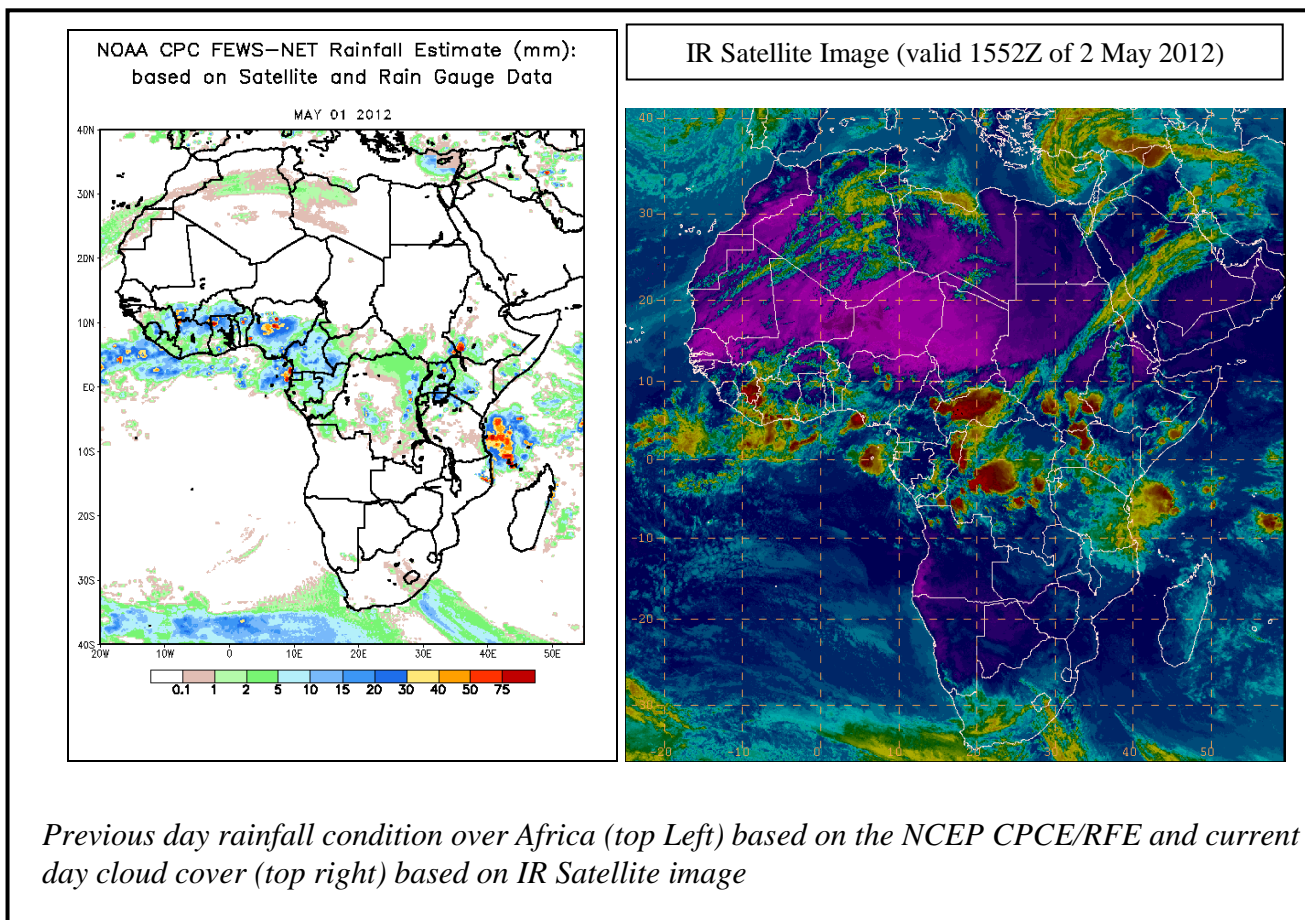 NOAA CPC FEWS-NET Rainfall Estimate (mm):
based on Satellite and Rain Gauge Data
MAY 01 2012
40N
30N
20N
10N
EQ
10S
20S
30S
40S
20W 10W 0 10E 20E 30E 40E 50E
0.1 1 2 5 10 15 20 30 40 50 75
IR Satellite Image (valid 1552Z of 2 May 2012)
40
30
20
10
0
-10
-20
-30
-20 -10 0 10 20 30 40 50
Previous day rainfall condition over Africa (top Left) based on the NCEP CPCE/RFE and current
day cloud cover (top right) based on IR Satellite image